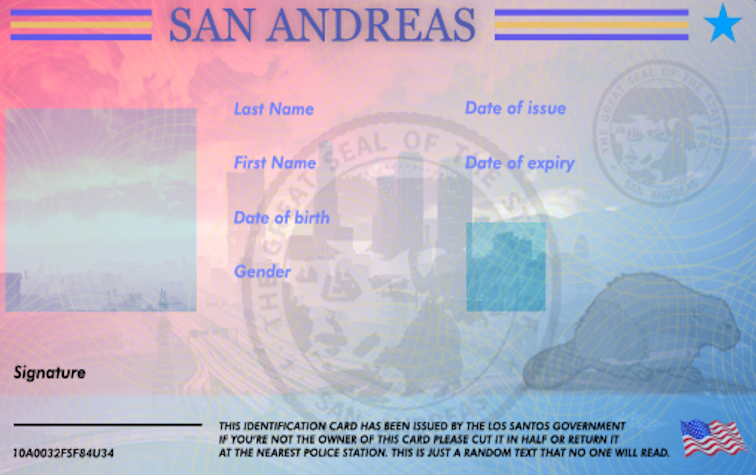 SAN ANDREAS
Last Name
Date of issue
First Name
Date of expiry
Date of birth
Gender
THE GREAT SEAL OF THE STATE OF
SAN ANDREAS
THE GREAT SEAL OF THE
SAN ANDREAS
Signature
THIS IDENTIFICATION CARD HAS BEEN ISSUED BY THE LOS SANTOS GOVERNMENT
IF YOU'RE NOT THE OWNER OF THIS CARD PLEASE CUT IT IN HALF OR RETURN IT
10A0032FSF84U34
AT THE NEAREST POLICE STATION. THIS IS JUST A RANDOM TEXT THAT NO ONE WILL READ.